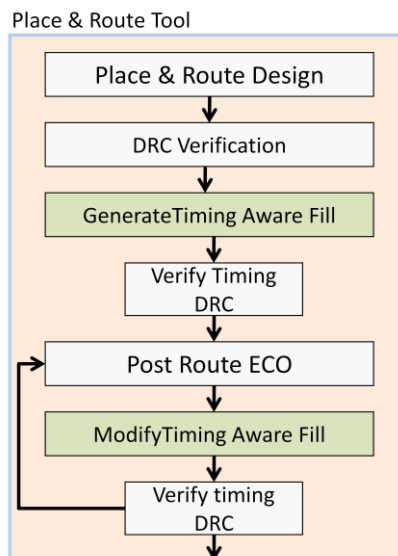 Place & Route Tool
Place & Route Design
DRC Verification
GenerateTiming Aware Fill
Verify Timing
DRC
Post Route ECO
ModifyTiming Aware Fill
Verify timing
DRC